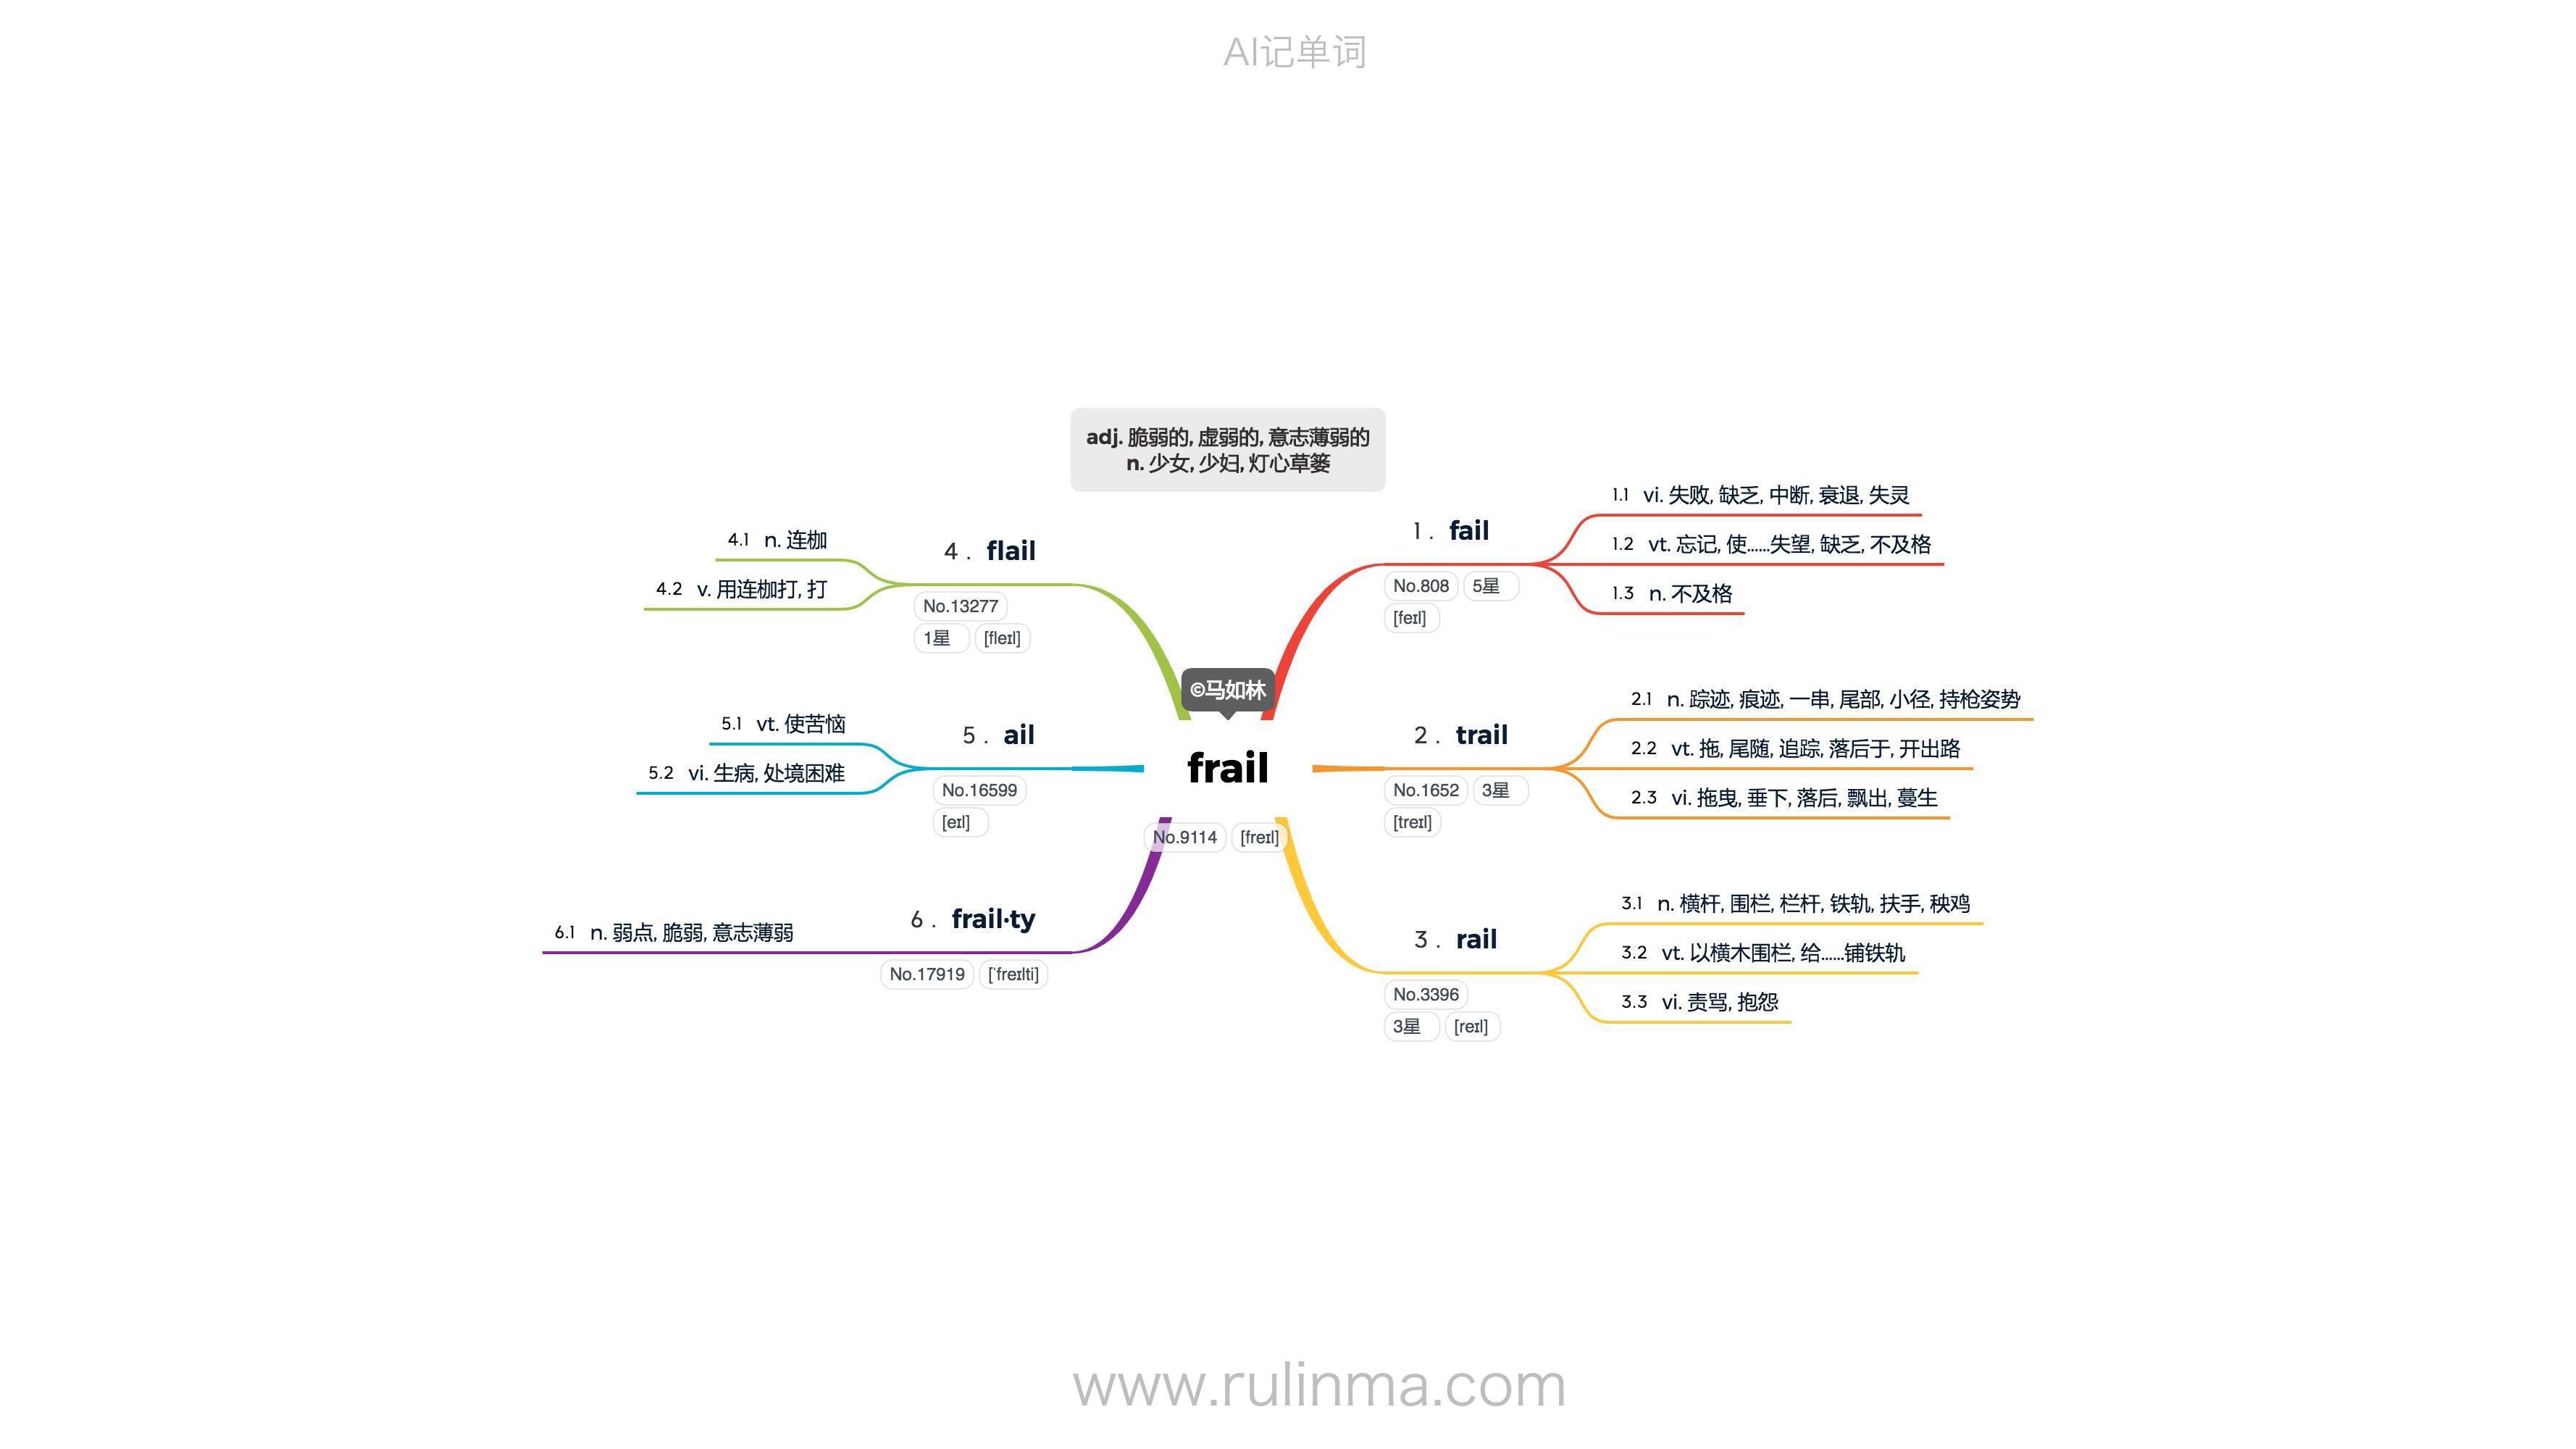 AI记单词
adj. 脆弱的, 虚弱的, 意志薄弱的
n. 少女, 少妇, 灯心草篓
©马如林
frail
No.9114 [freɪl]
1 . fail
No.808 5星
[feɪl]
1.1 vi. 失败, 缺乏, 中断, 衰退, 失灵
1.2 vt. 忘记, 使……失望, 缺乏, 不及格
1.3 n. 不及格
2 . trail
No.1652 3星
[treɪl]
2.1 n. 踪迹, 痕迹, 一串, 尾部, 小径, 持枪姿势
2.2 vt. 拖, 尾随, 追踪, 落后于, 开出路
2.3 vi. 拖曳, 垂下, 落后, 飘出, 蔓生
3 . rail
No.3396
3星 [reɪl]
3.1 n. 横杆, 围栏, 栏杆, 铁轨, 扶手, 秧鸡
3.2 vt. 以横木围栏, 给……铺铁轨
3.3 vi. 责骂, 抱怨
4 . flail
No.13277
1星 [fleɪl]
4.1 n. 连枷
4.2 v. 用连枷打, 打
5 . ail
No.16599
[eɪl]
5.1 vt. 使苦恼
5.2 vi. 生病, 处境困难
6 . frail·ty
No.17919 [ˈfreɪlti]
6.1 n. 弱点, 脆弱, 意志薄弱
www.rulinma.com